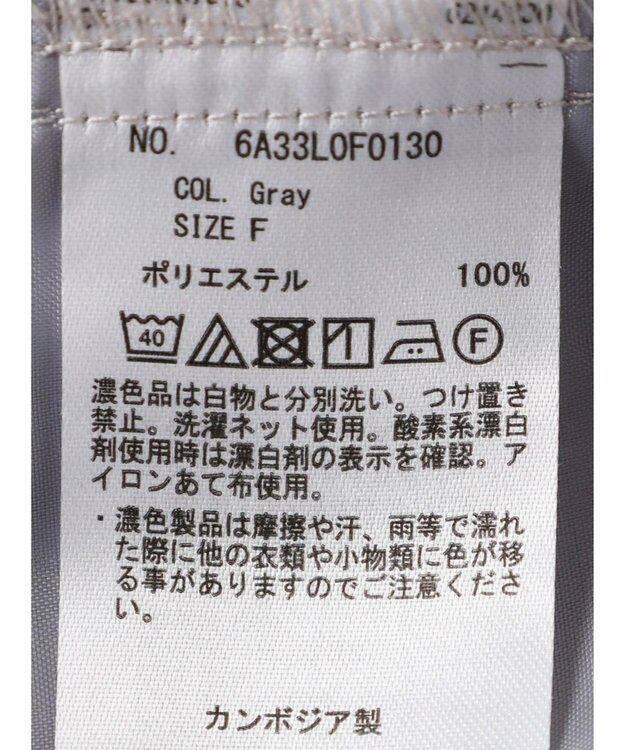 NO. 6A33L0F0130
COL. Gray
SIZE F
ポリエステル 100%
40 F
濃色品は白物と分別洗い。つけ置き
禁止。洗濯ネット使用。酸素系漂白
剤使用時は漂白剤の表示を確認。ア
イロンあて布使用。
・濃色製品は摩擦や汗、雨等で濡れ
た際に他の衣類や小物類に色が移
る事がありますのでご注意くださ
い。
カンボジア製